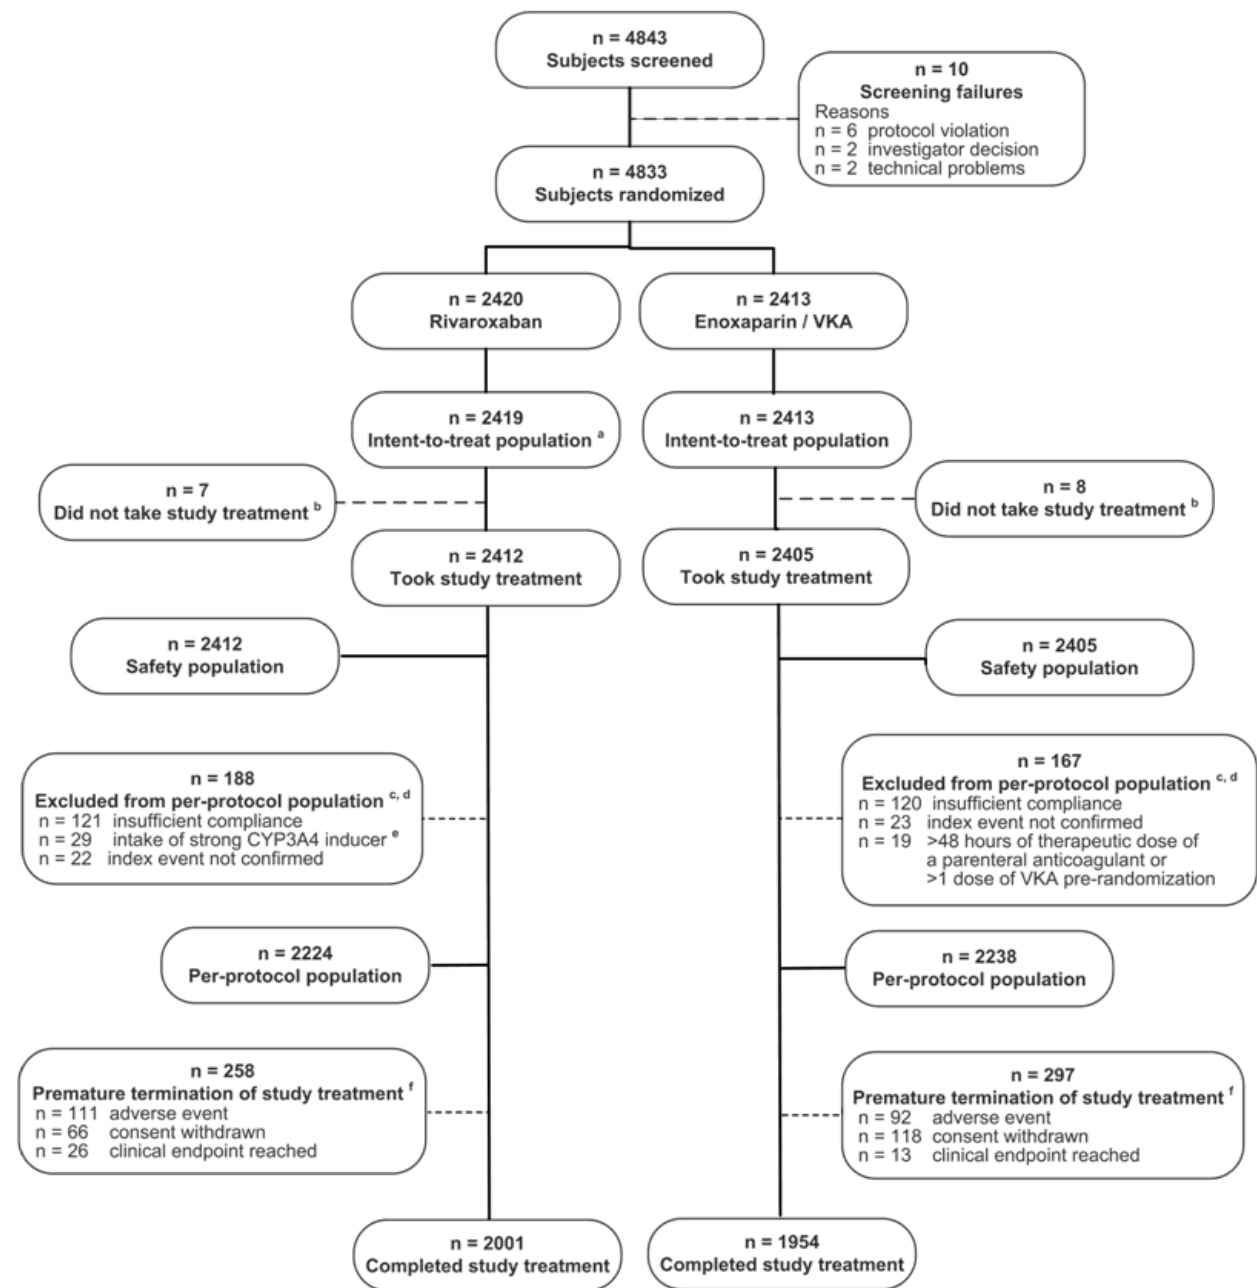 n = 4843
Subjects screened
n = 10
Screening failures
Reasons
n = 6 protocol violation
n = 2 investigator decision
n = 2 technical problems
n = 4833
Subjects randomized
n = 2420
Rivaroxaban
n = 2413
Enoxaparin / VKA
n = 2419
Intent-to-treat population a
n = 2413
Intent-to-treat population
n = 7
Did not take study treatment b
n = 8
Did not take study treatment b
n = 2412
Took study treatment
n = 2405
Took study treatment
n = 2412
Safety population
n = 2405
Safety population
n = 188
Excluded from per-protocol population c, d
n = 121 insufficient compliance
n = 29 intake of strong CYP3A4 inducer e
n = 22 index event not confirmed
n = 167
Excluded from per-protocol population c, d
n = 120 insufficient compliance
n = 23 index event not confirmed
n = 19 >48 hours of therapeutic dose of
a parenteral anticoagulant or
>1 dose of VKA pre-randomization
n = 2224
Per-protocol population
n = 2238
Per-protocol population
n = 258
Premature termination of study treatment f
n = 111 adverse event
n = 66 consent withdrawn
n = 26 clinical endpoint reached
n = 297
Premature termination of study treatment f
n = 92 adverse event
n = 118 consent withdrawn
n = 13 clinical endpoint reached
n = 2001
Completed study treatment
n = 1954
Completed study treatment